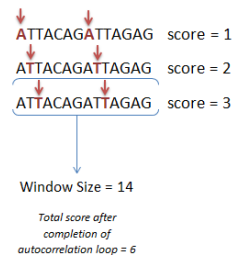 ATTACAGATTAGAG score = 1
ATTACAGATTAGAG score = 2
ATTACAGATTAGAG score = 3
Window Size = 14
Total score after
completion of
autocorrelation loop = 6